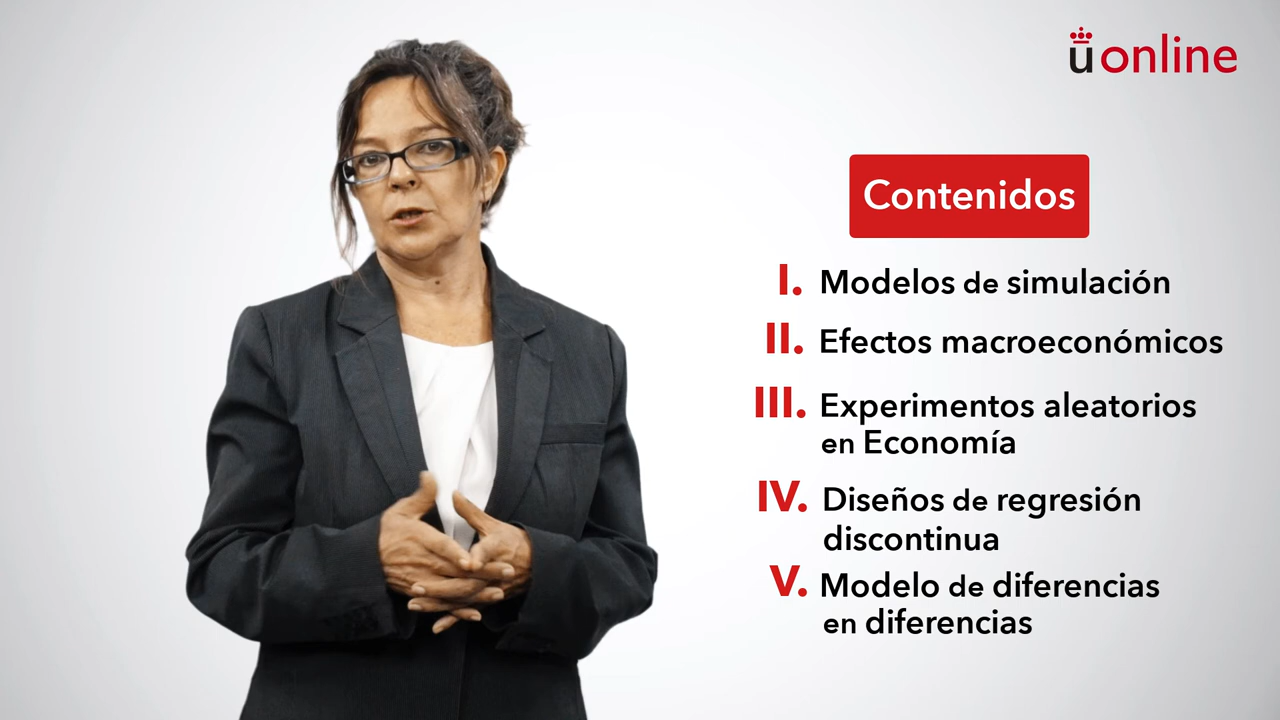 ü online
Contenidos
I. Modelos de simulación
II. Efectos macroeconómicos
III. Experimentos aleatorios
en Economía
IV. Diseños de regresión
discontinua
V. Modelo de diferencias
en diferencias